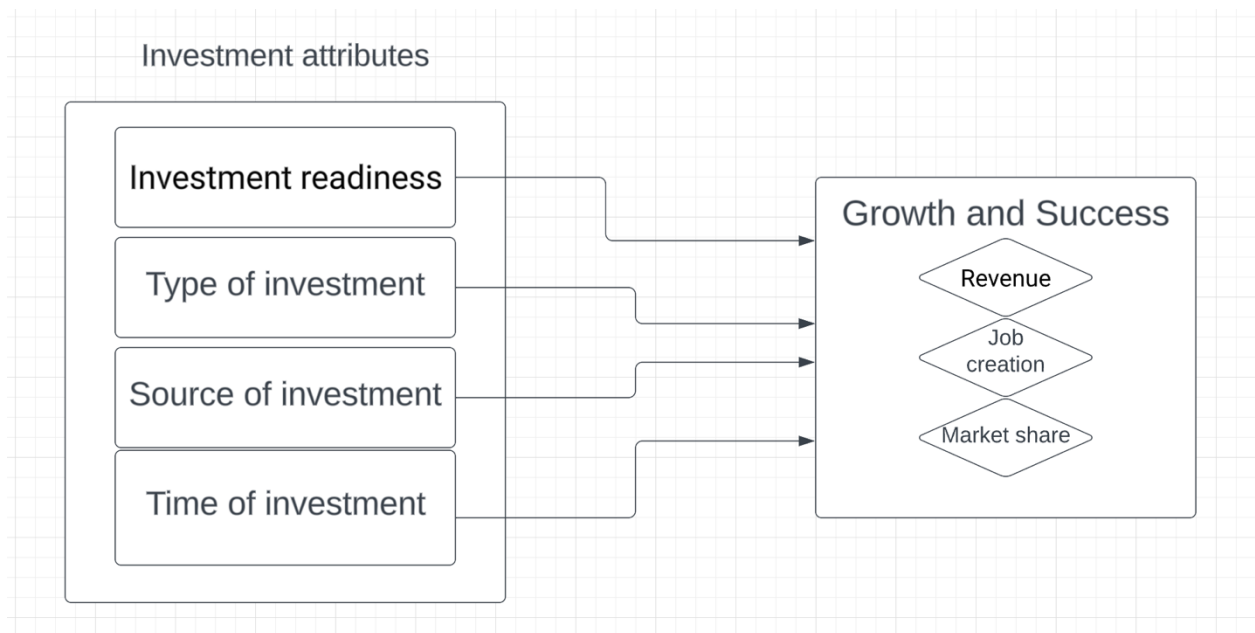 Investment attributes
Investment readiness
Type of investment
Source of investment
Time of investment
Growth and Success
Revenue
Job
creation
Market share